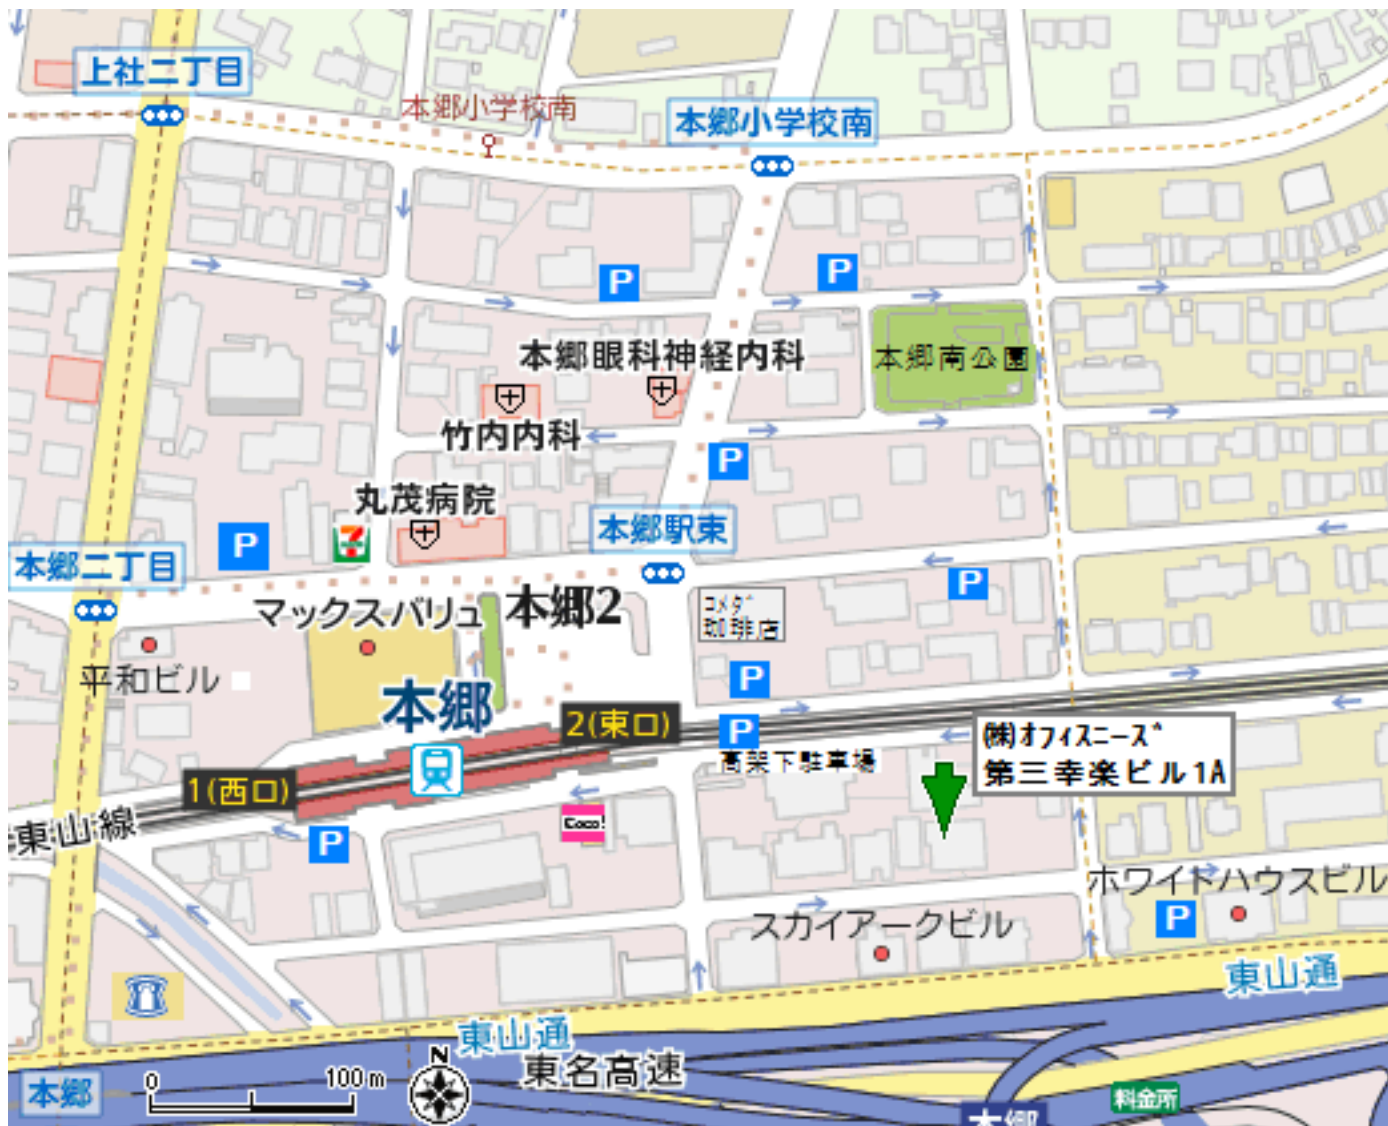 上社二丁目
本郷小学校南
本郷小学校南
P
P
本郷眼科神経内科
本郷南公園
竹内内科
P
丸茂病院
P
7
本郷駅東
本郷二丁目
P
コメダ
珈琲店
マックスバリュ
本郷2
平和ビル
P
本郷
2(東口)
P
高架下駐車場
㈱オフィスニーズ
第三幸楽ビル1A
1(西口)
東山線
P
Coco!
ホワイトハウスビル
P
スカイアークビル
東山通
東山通
東名高速
N
0
100m
本郷
料金所
本郷